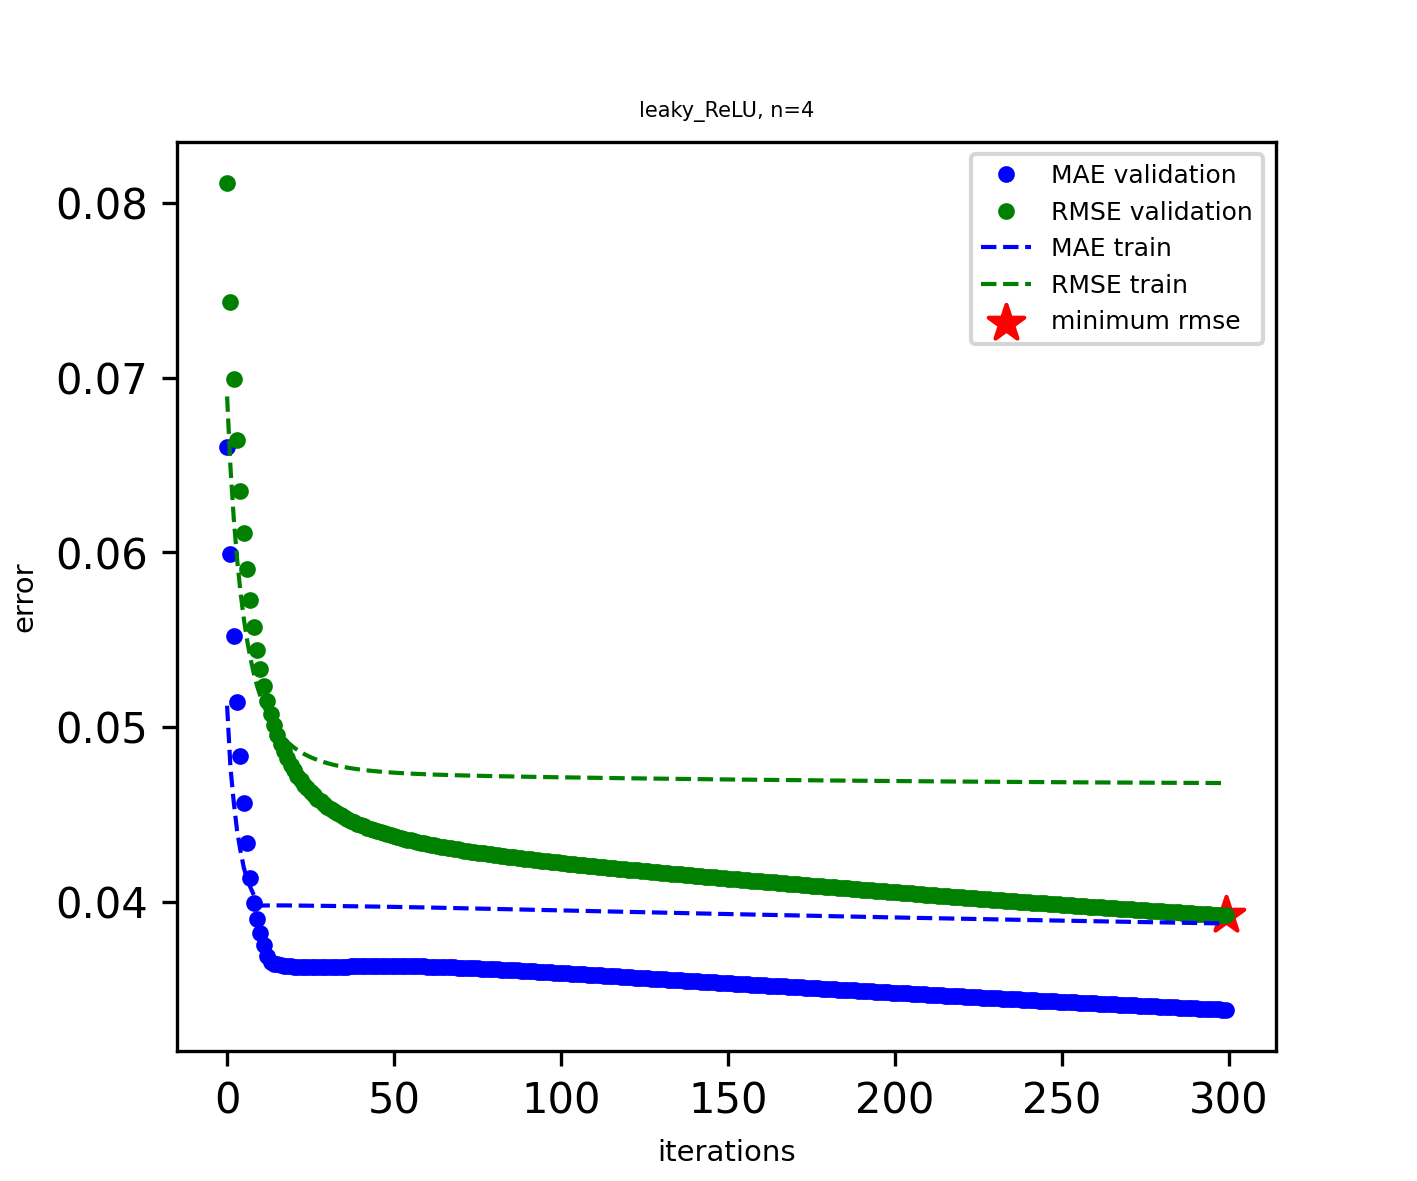 leaky_ReLU, n=4
MAE validation
RMSE validation
MAE train
RMSE train
minimum rmse
0.08
0.07
0.06
0.05
0.04
error
0 50 100 150 200 250 300
iterations